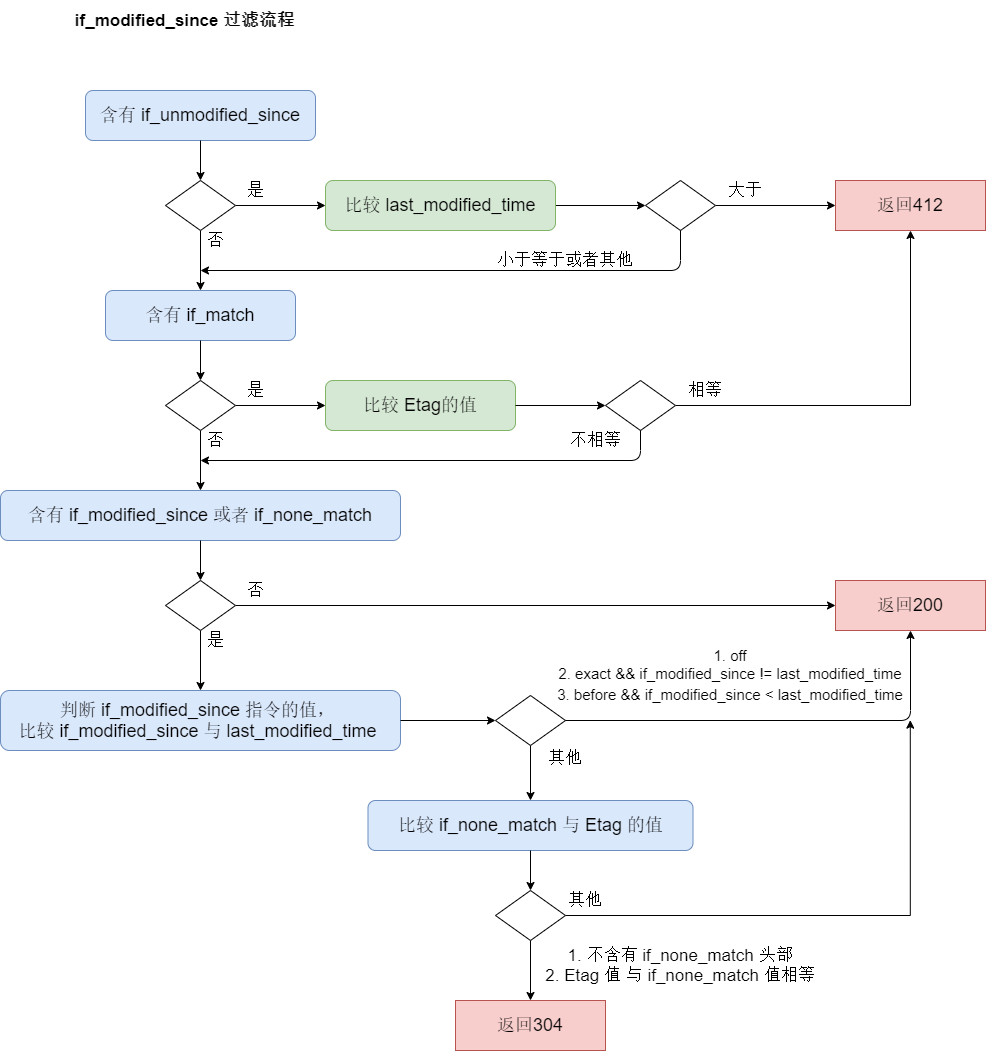 if_modified_since 过滤流程
含有 if_unmodified_since
是
比较 last_modified_time
大于
返回412
否
小于等于或者其他
含有 if_match
是
比较 Etag的值
相等
否
不相等
含有 if_modified_since 或者 if_none_match
否
返回200
是
1. off
2. exact && if_modified_since != last_modified_time
3. before && if_modified_since < last_modified_time
判断 if_modified_since 指令的值，
比较 if_modified_since 与 last_modified_time
其他
比较 if_none_match 与 Etag 的值
其他
1. 不含有 if_none_match 头部
2. Etag 值 与 if_none_match 值相等
返回304